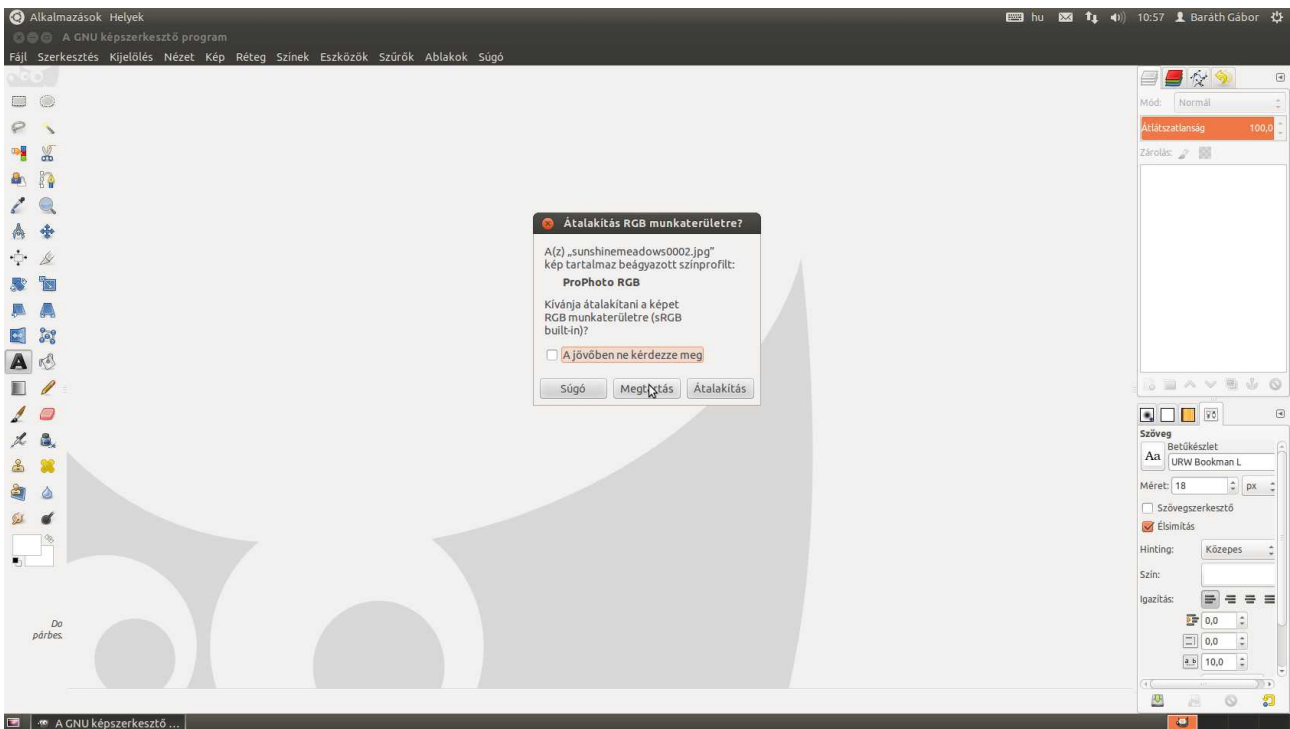 Alkalmazások Helyek
hu
10:57
Baráth Gábor
A GNU képszerkesztő program
Fájl Szerkesztés Kijelölés Nézet Kép Réteg Színek Eszközök Szűrők Ablakok Súgó
Mód: Normál
Átlátszatlanság 100,0
Zárolás:
Átalakítás RGB munkaterületre?
A(z) „sunshinemeadows0002.jpg”
kép tartalmaz beágyazott színprofilt:
ProPhoto RGB
Kívánja átalakítani a képet
RGB munkaterületre (sRGB
built-in)?
A jövőben ne kérdezze meg
Súgó Megtartás Átalakítás
Szöveg
Aa
Betűkészlet
URW Bookman L
Méret: 18 px
Szövegszerkesztő
Élsimítás
Hinting: Közepes
Szín:
Igazítás:
0,0
0,0
a b 10,0
Do
párbes
A GNU képszerkesztő ...